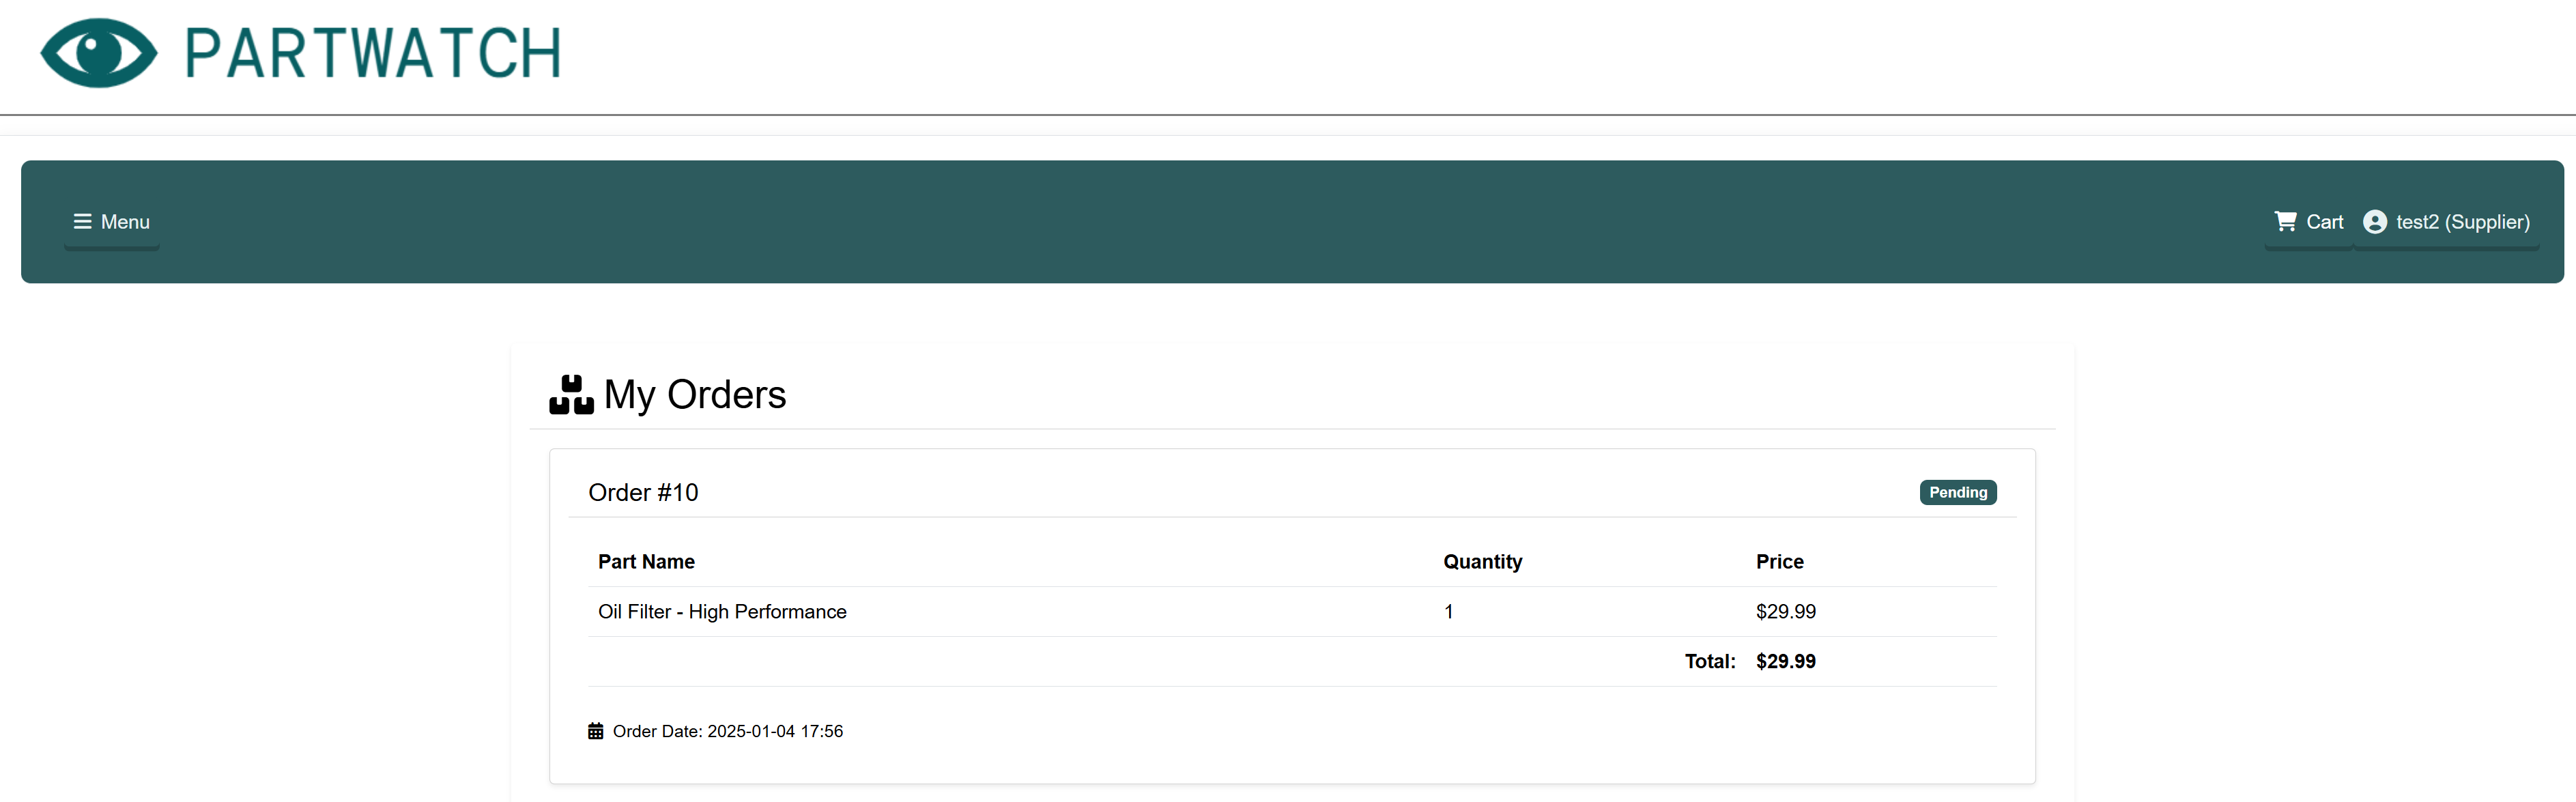 PARTWATCH
Menu
Cart test2 (Supplier)
My Orders
Order #10 Pending
Part Name Quantity Price
Oil Filter - High Performance 1 $29.99
Total: $29.99
Order Date: 2025-01-04 17:56